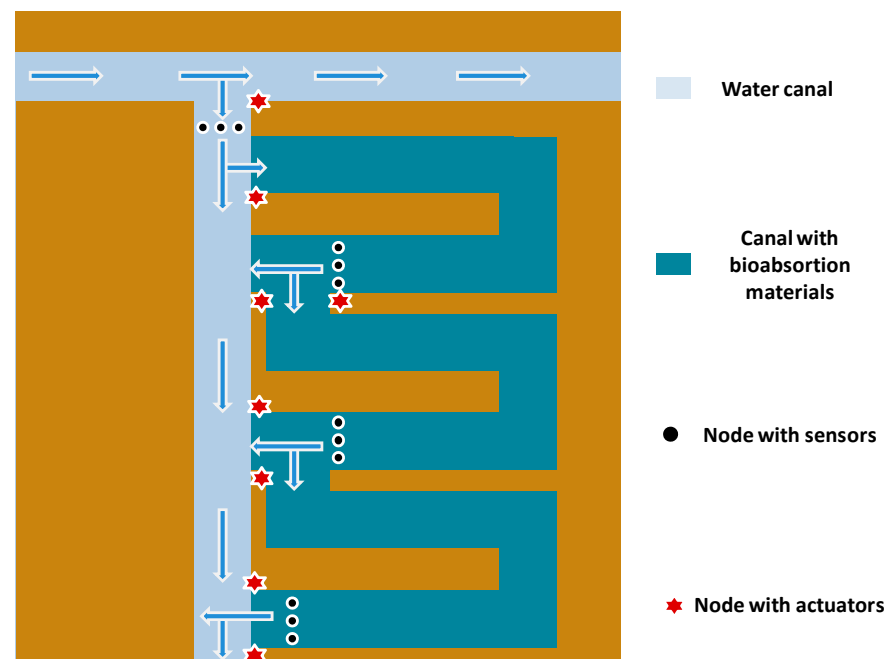 Water canal
Canal with
bioabsortion
materials
Node with sensors
Node with actuators